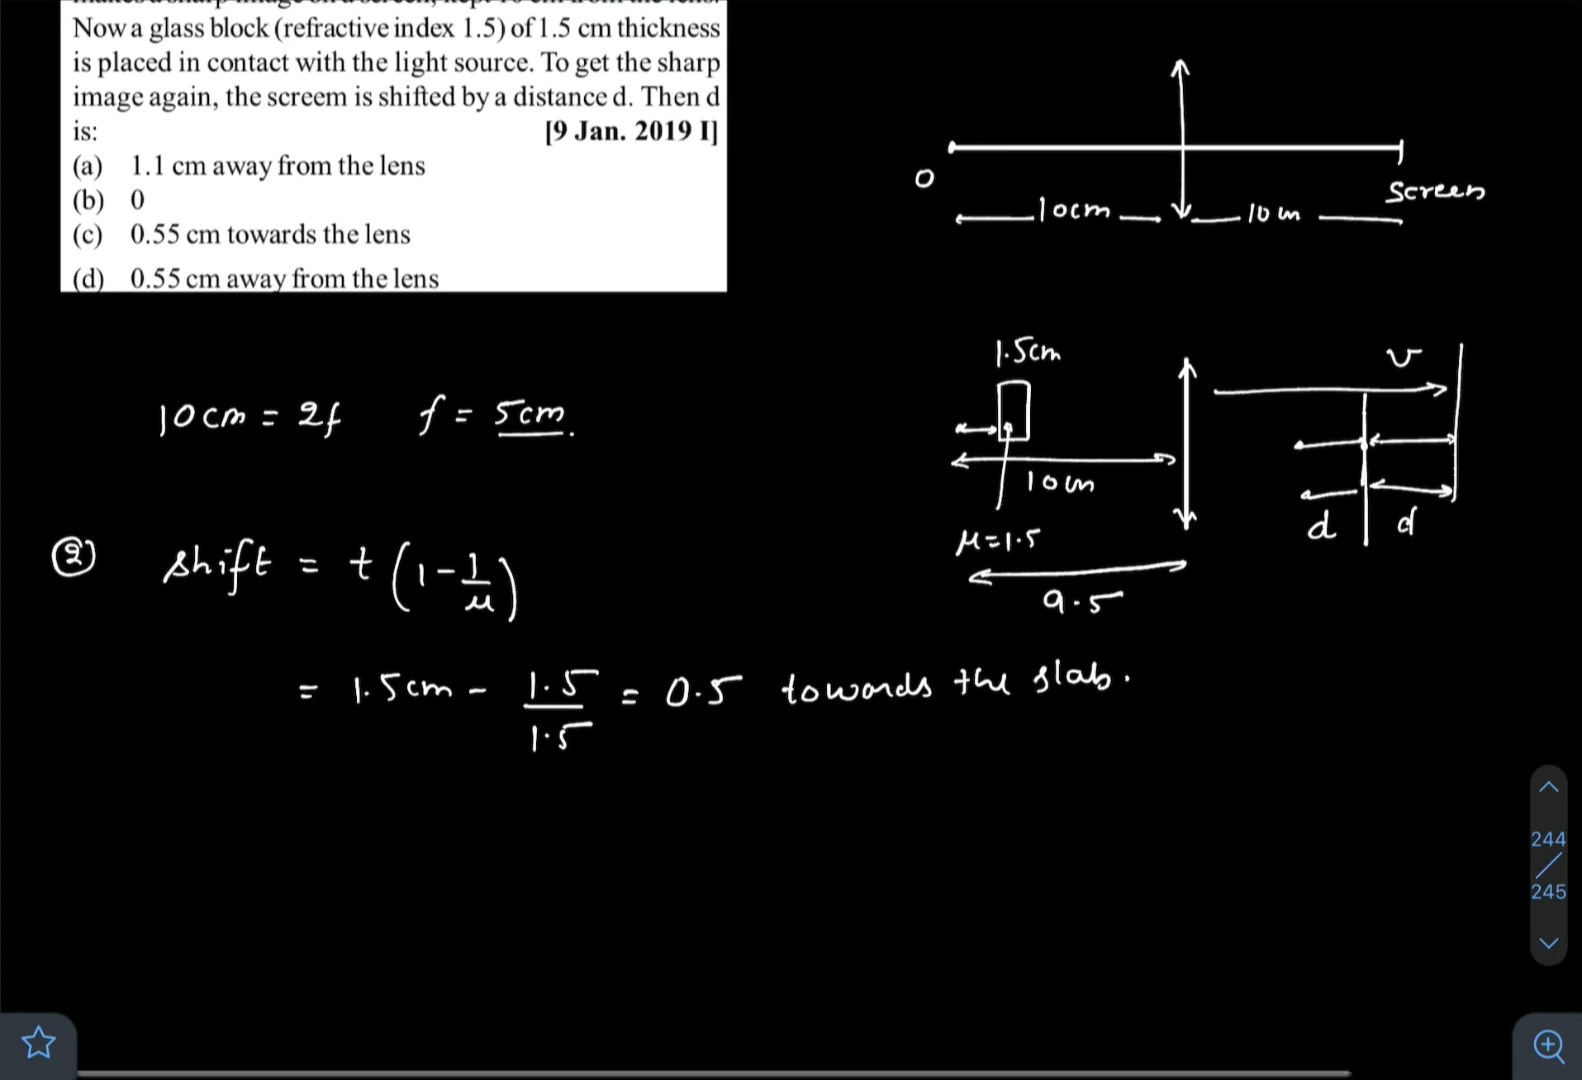 Now a glass block (refractive index 1.5) of 1.5 cm thickness
is placed in contact with the light source. To get the sharp
image again, the screem is shifted by a distance d. Then d
is: [9 Jan. 2019 I]
(a) 1.1 cm away from the lens
(b) 0
(c) 0.55 cm towards the lens
(d) 0.55 cm away from the lens
O
Screen
10cm
10 cm
1.5cm
v
10cm = 2f f = 5cm.
10 cm
μ=1.5
d d
9.5
② shift = t (1 - 1/μ)
= 1.5cm - 1.5/1.5 = 0.5 towards the slab.
244
/
245